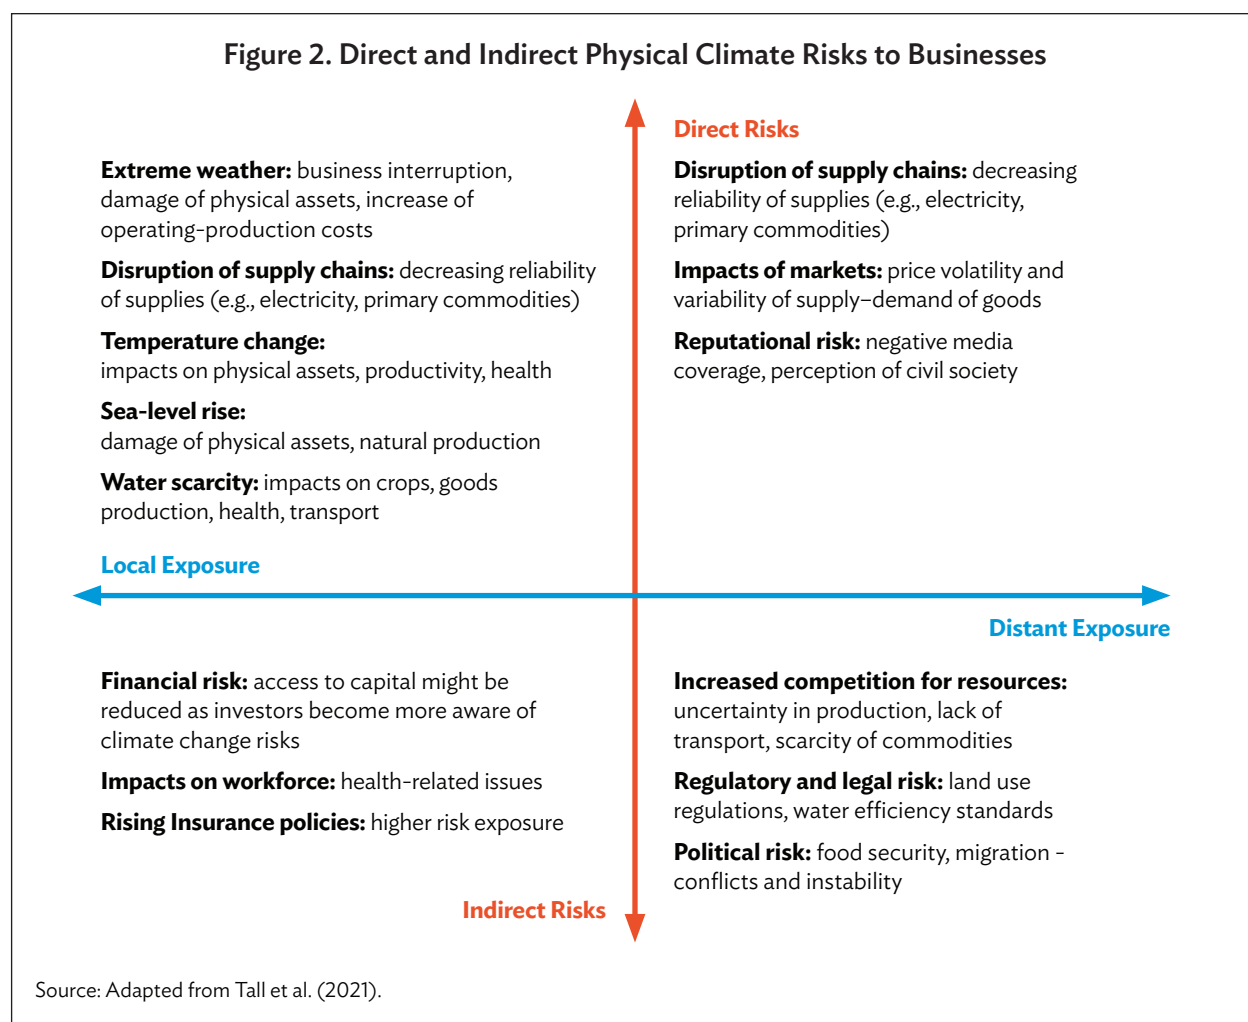 Figure 2. Direct and Indirect Physical Climate Risks to Businesses
Extreme weather: business interruption,
damage of physical assets, increase of
operating-production costs
Disruption of supply chains: decreasing reliability
of supplies (e.g., electricity, primary commodities)
Temperature change:
impacts on physical assets, productivity, health
Sea-level rise:
damage of physical assets, natural production
Water scarcity: impacts on crops, goods
production, health, transport
Local Exposure
Direct Risks
Disruption of supply chains: decreasing
reliability of supplies (e.g., electricity,
primary commodities)
Impacts of markets: price volatility and
variability of supply–demand of goods
Reputational risk: negative media
coverage, perception of civil society
Distant Exposure
Financial risk: access to capital might be
reduced as investors become more aware of
climate change risks
Impacts on workforce: health-related issues
Rising Insurance policies: higher risk exposure
Indirect Risks
Increased competition for resources:
uncertainty in production, lack of
transport, scarcity of commodities
Regulatory and legal risk: land use
regulations, water efficiency standards
Political risk: food security, migration -
conflicts and instability
Source: Adapted from Tall et al. (2021).